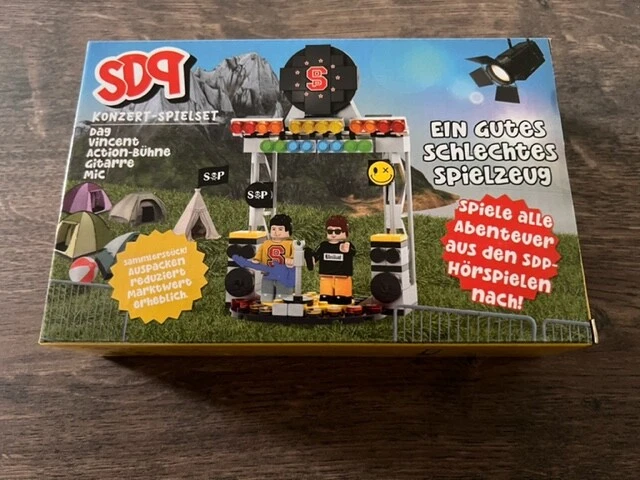 SDP
KONZERT-SPIELSET
Dag
Vincent
Action-Bühne
Gitarre
Mic
S
S★P
S★P
S
EIN GUTES
SCHLECHTES
SPIELZEUG
SPIELE ALLE
ABENTEUER
AUS DEN SDP-
HÖRSPIELEN
NACH!
Sammlerstück!
Auspacken
reduziert
Marktwert
erheblich.